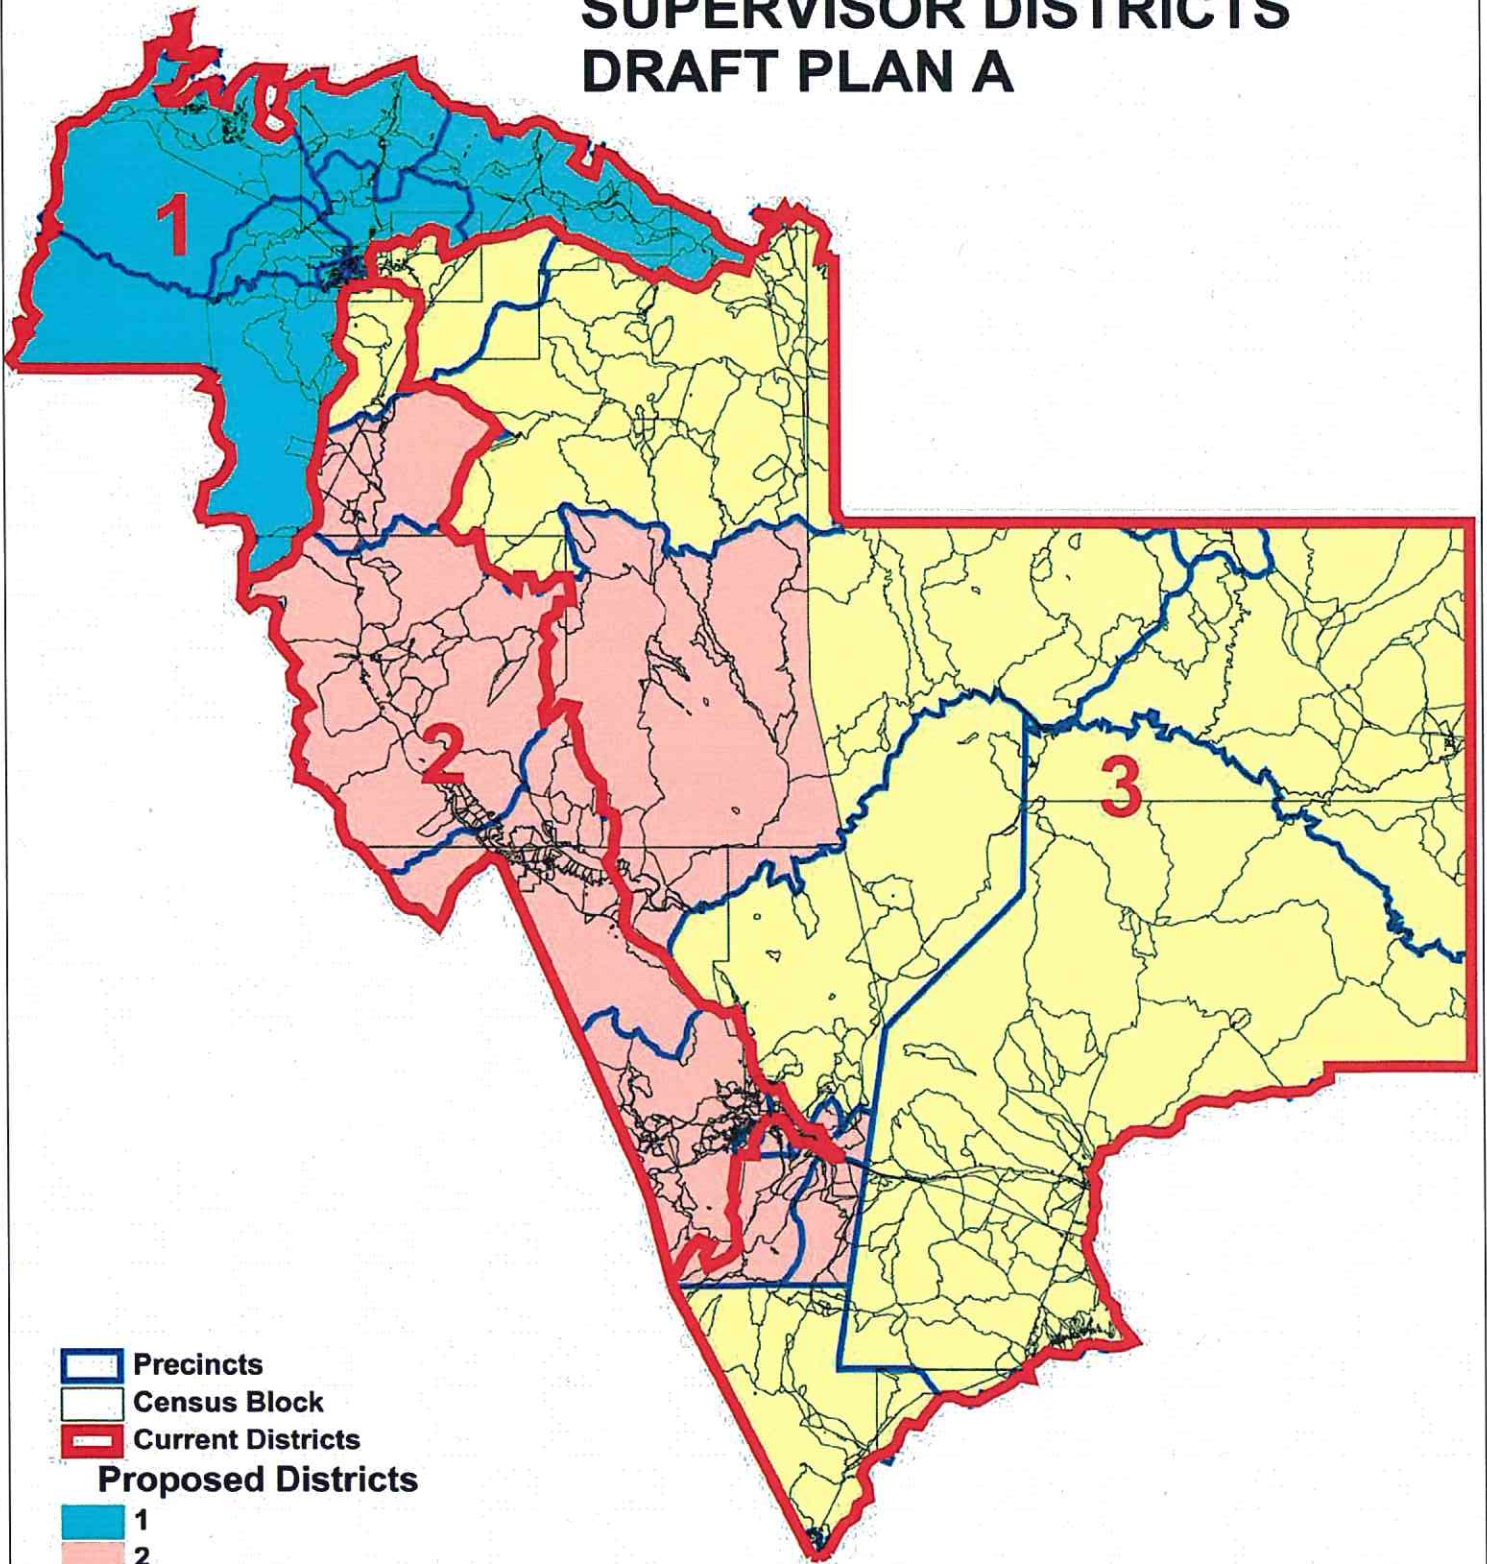 SUPERVISOR DISTRICTS
DRAFT PLAN A
1
2
3
Precincts
Census Block
Current Districts
Proposed Districts
1
2